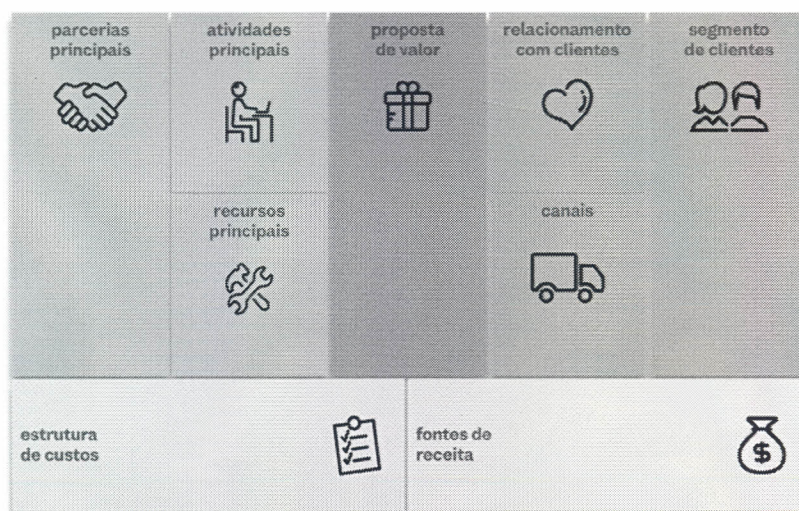 parcerias
principais
atividades
principais
proposta
de valor
relacionamento
com clientes
segmento
de clientes
recursos
principais
canais
estrutura
de custos
fontes de
receita
$